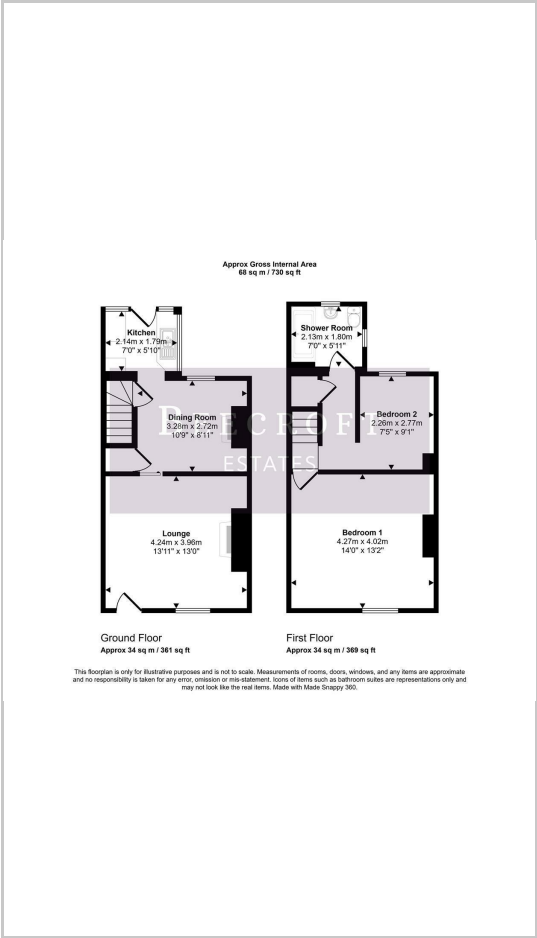 Approx Gross Internal Area
68 sq m / 730 sq ft
Kitchen
2.14m x 1.79m
7'0" x 5'10"
Dining Room
3.28m x 2.72m
10'9" x 8'11"
Lounge
4.24m x 3.96m
13'11" x 13'0"
Ground Floor
Approx 34 sq m / 361 sq ft
Shower Room
2.13m x 1.80m
7'0" x 5'11"
Bedroom 2
2.26m x 2.77m
7'5" x 9'1"
Bedroom 1
4.27m x 4.02m
14'0" x 13'2"
First Floor
Approx 34 sq m / 369 sq ft
ESTATES
This floorplan is only for illustrative purposes and is not to scale. Measurements of rooms, doors, windows, and any items are approximate
and no responsibility is taken for any error, omission or mis-statement. Icons of items such as bathroom suites are representations only and
may not look like the real items. Made with Made Snappy 360.